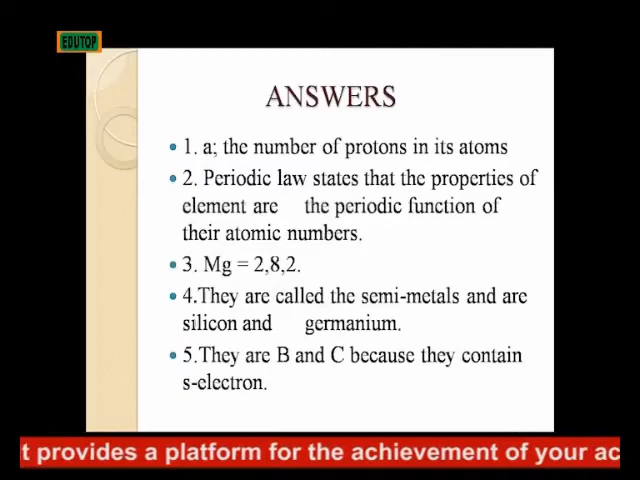 EDUTOP
ANSWERS
• 1. a; the number of protons in its atoms
• 2. Periodic law states that the properties of
element are the periodic function of
their atomic numbers.
• 3. Mg = 2,8,2.
• 4.They are called the semi-metals and are
silicon and germanium.
• 5.They are B and C because they contain
s-electron.
t provides a platform for the achievement of your ac